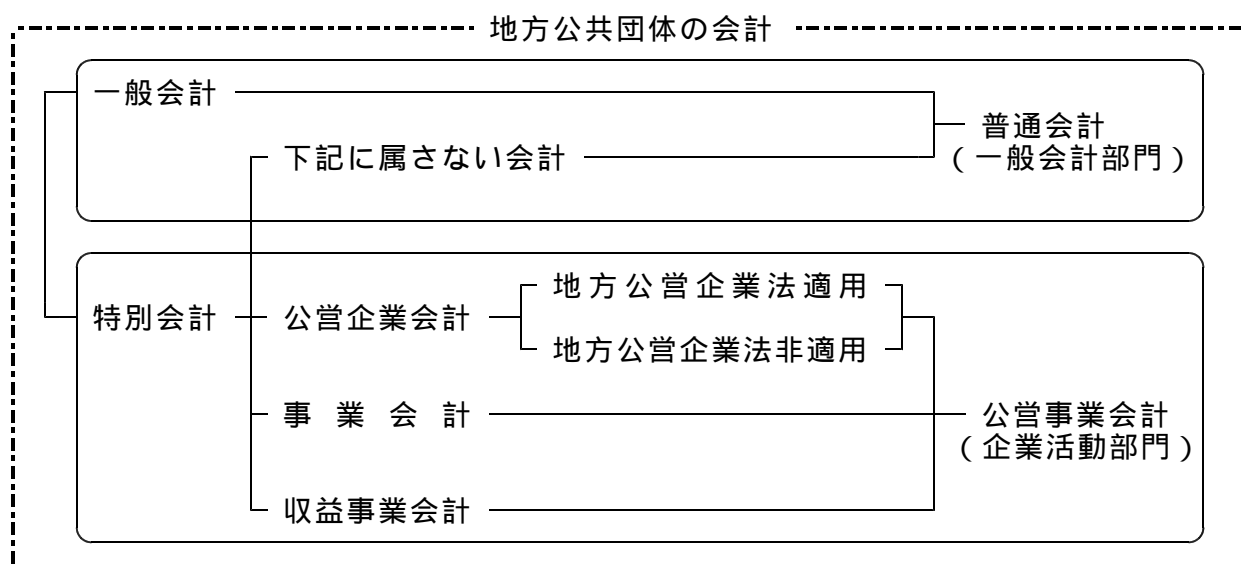 地方公共団体の会計
一般会計
下記に属さない会計
普通会計
(一般会計部門)
特別会計
公営企業会計
地方公営企業法適用
地方公営企業法非適用
事業会計
公営事業会計
(企業活動部門)
収益事業会計